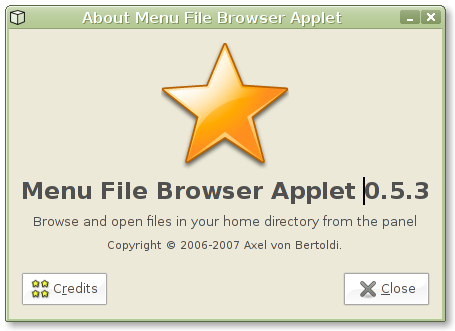 About Menu File Browser Applet
Menu File Browser Applet 0.5.3
Browse and open files in your home directory from the panel
Copyright © 2006-2007 Axel von Bertoldi.
Credits
Close